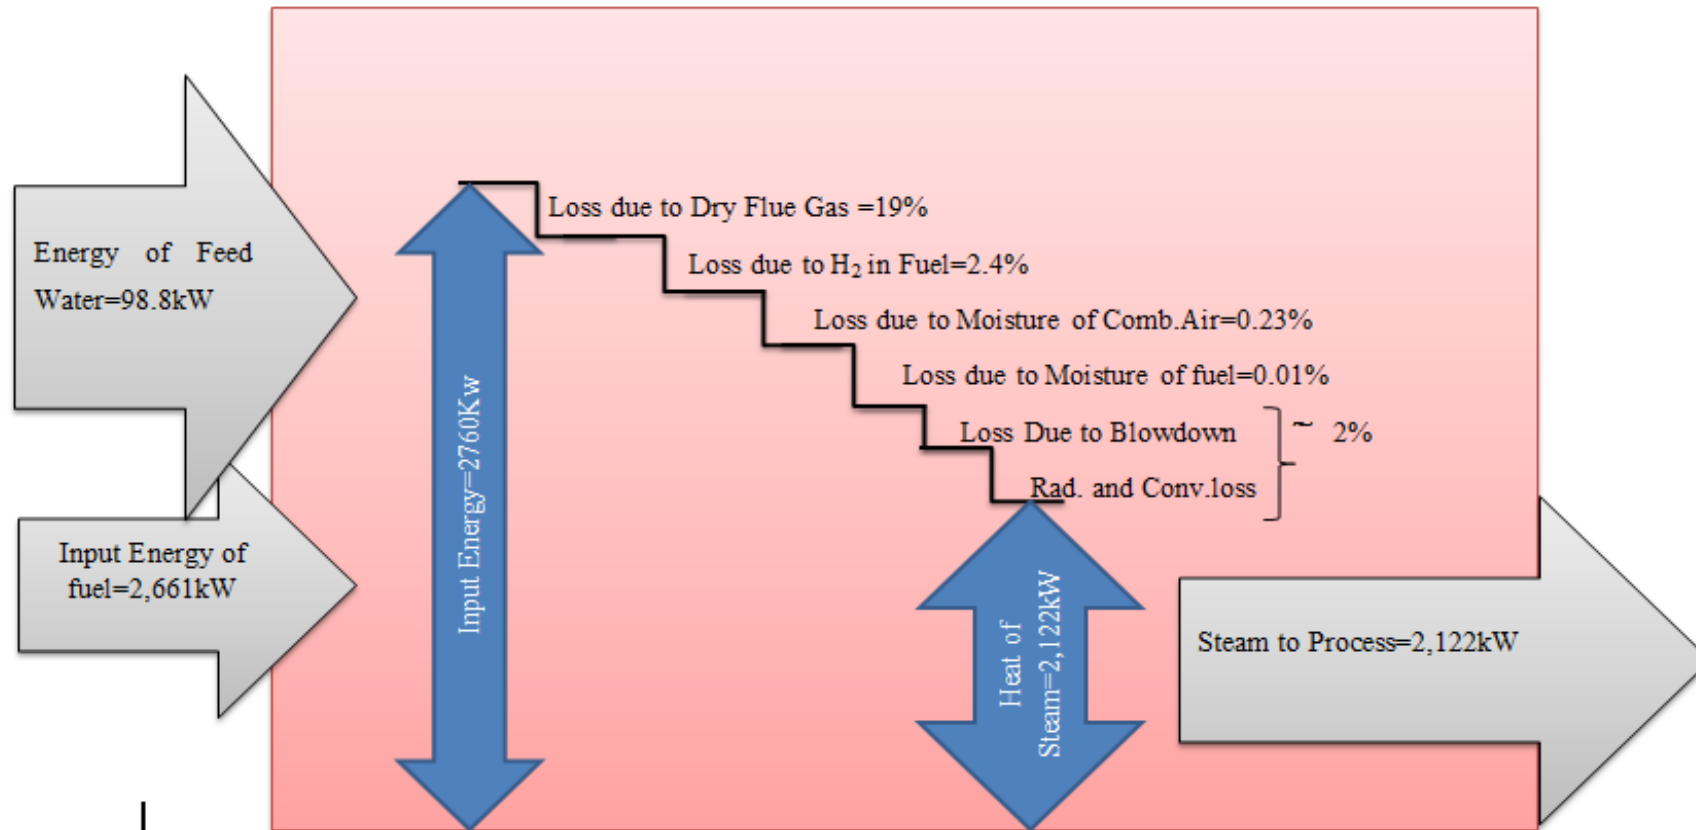 Loss due to Dry Flue Gas =19%
Energy of Feed
Water=98.8kW
Loss due to H₂ in Fuel=2.4%
Loss due to Moisture of Comb.Air=0.23%
Loss due to Moisture of fuel=0.01%
Loss Due to Blowdown
~ 2%
Rad. and Conv.loss
Input Energy=2760Kw
Input Energy of
fuel=2,661kW
Heat of
Steam=2,122kW
Steam to Process=2,122kW